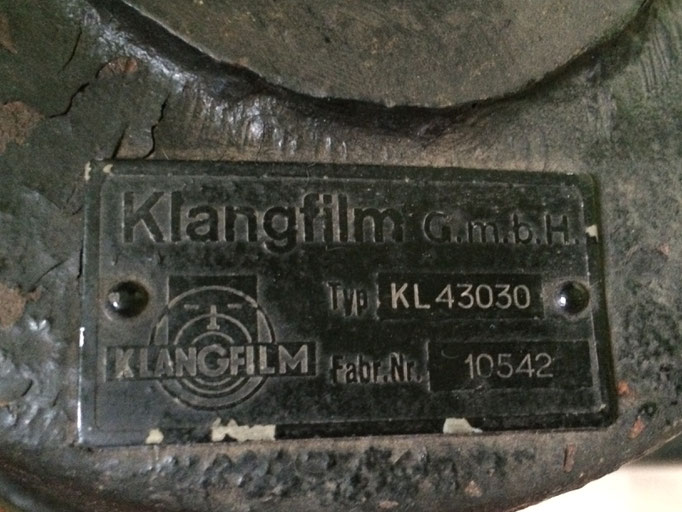 Klangfilm G.m.b.H.
Typ KL 43030
KLANGFILM
Fabr.Nr. 10542